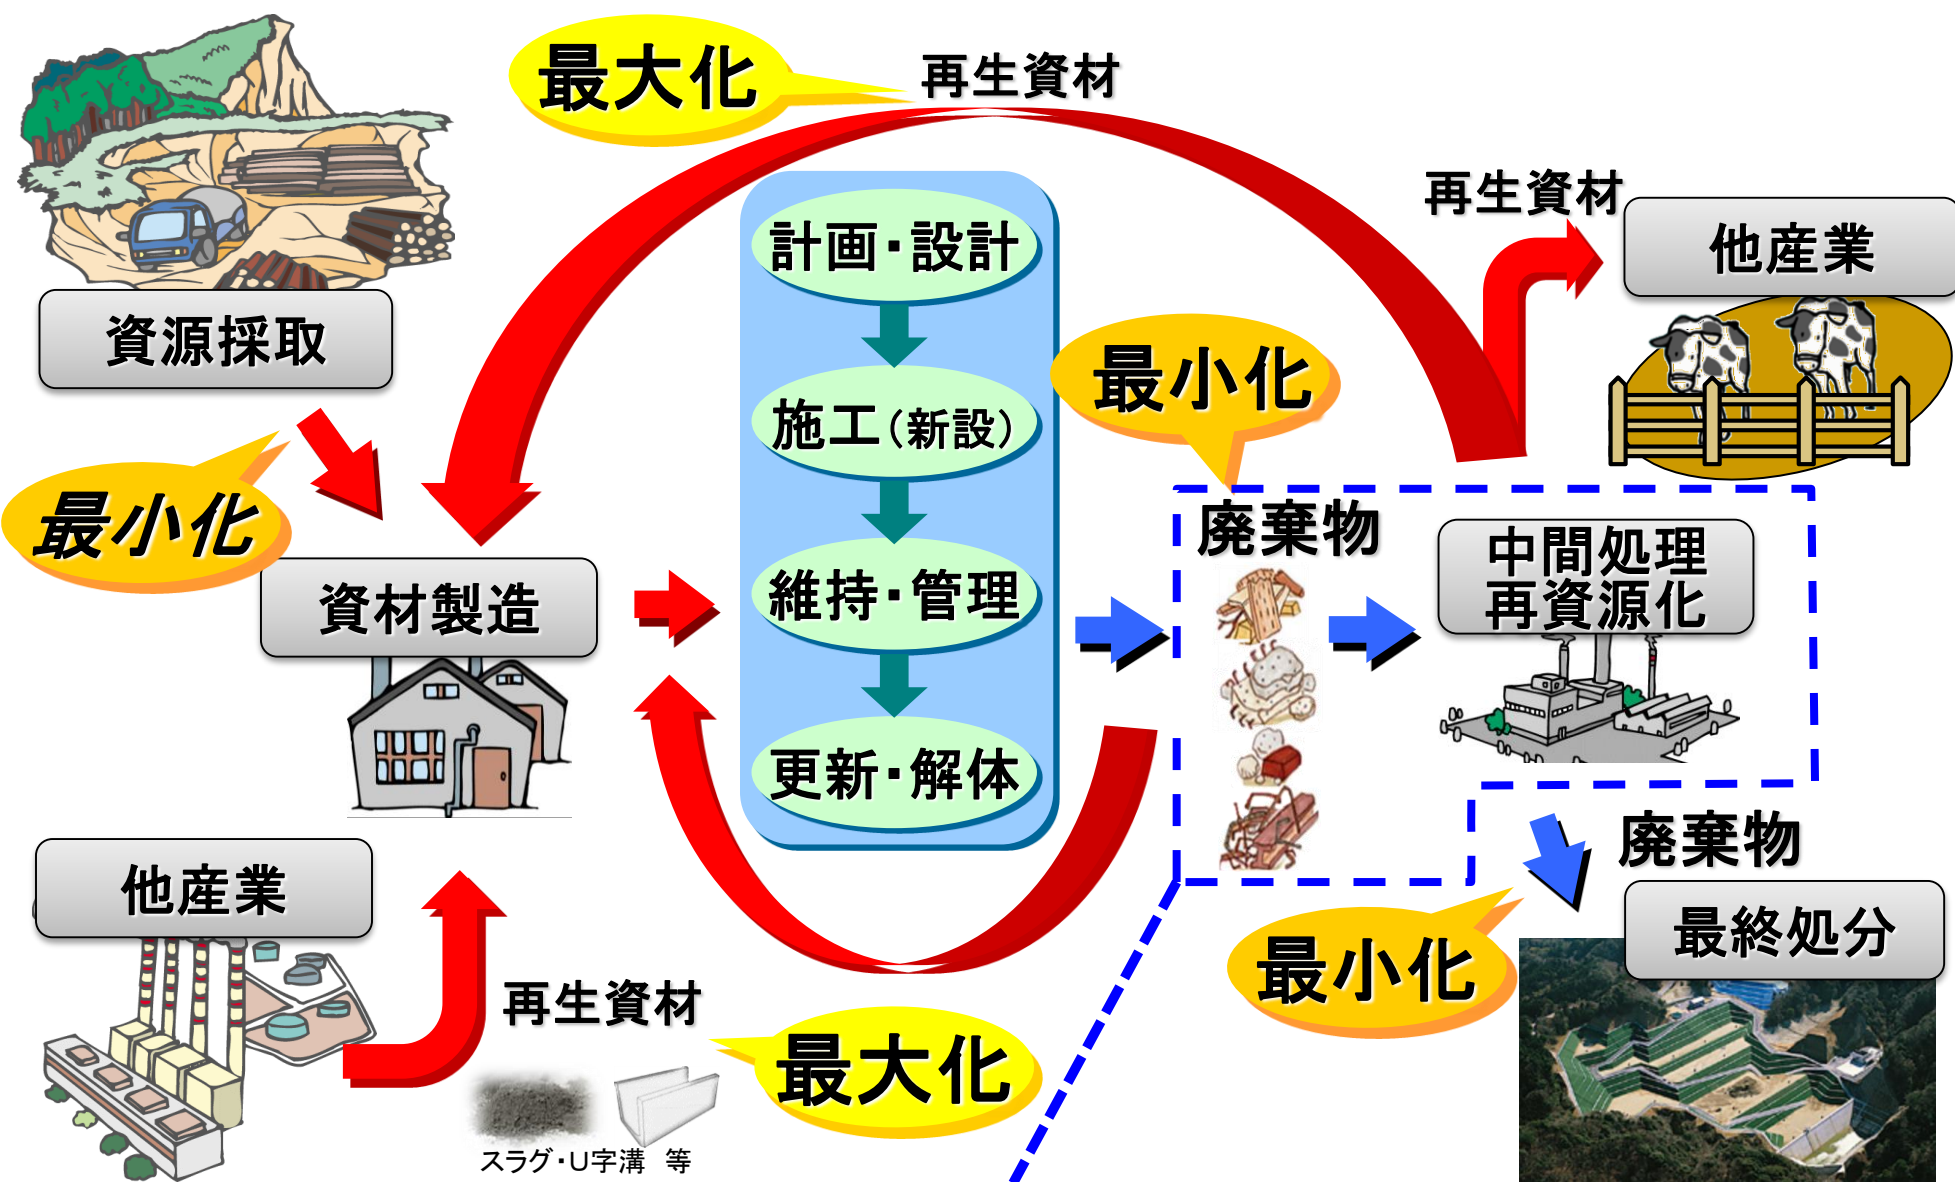 最大化
再生資材
再生資材
他産業
計画・設計
資源採取
最小化
施工（新設）
最小化
廃棄物
中間処理
再資源化
資材製造
維持・管理
更新・解体
廃棄物
他産業
最終処分
最小化
再生資材
最大化
スラグ・U字溝　等